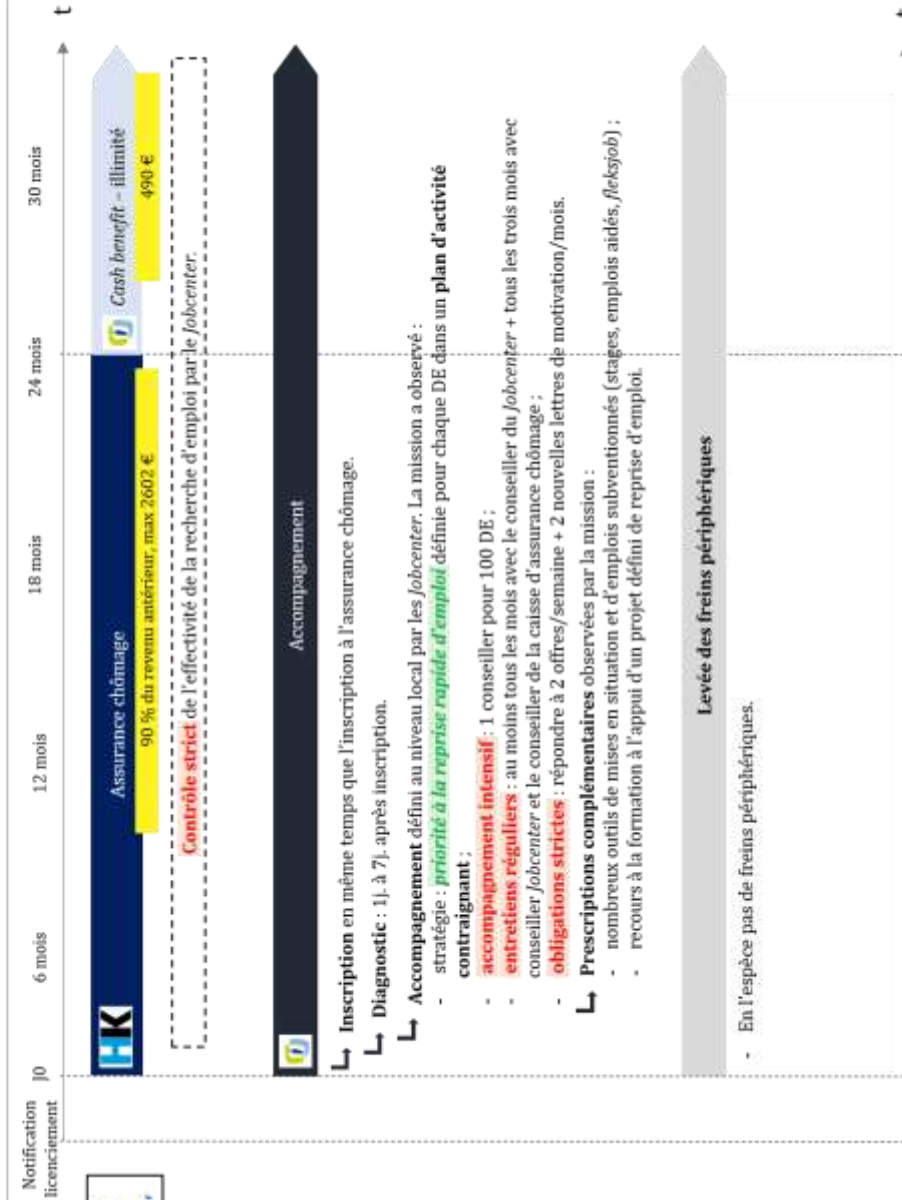 Notification
licenciement
J0
6 mois
12 mois
18 mois
24 mois
30 mois
t
HK
Assurance chômage
Cash benefit – illimité
90 % du revenu antérieur, max 2602 €
490 €
Contrôle strict de l'effectivité de la recherche d'emploi par le Jobcenter.
Accompagnement
Inscription en même temps que l'inscription à l'assurance chômage.
Diagnostic : 1j. à 7j. après inscription.
Accompagnement défini au niveau local par les Jobcenter. La mission a observé :
- stratégie : priorité à la reprise rapide d'emploi définie pour chaque DE dans un plan d'activité
contraignant ;
- accompagnement intensif : 1 conseiller pour 100 DE ;
- entretiens réguliers : au moins tous les mois avec le conseiller du Jobcenter + tous les trois mois avec
conseiller Jobcenter et le conseiller de la caisse d'assurance chômage ;
- obligations strictes : répondre à 2 offres/semaine + 2 nouvelles lettres de motivation/mois.
Prescriptions complémentaires observées par la mission :
- nombreux outils de mises en situation et d'emplois subventionnés (stages, emplois aidés, fleksjob) ;
- recours à la formation à l'appui d'un projet défini de reprise d'emploi.
Levée des freins périphériques
- En l'espèce pas de freins périphériques.
t